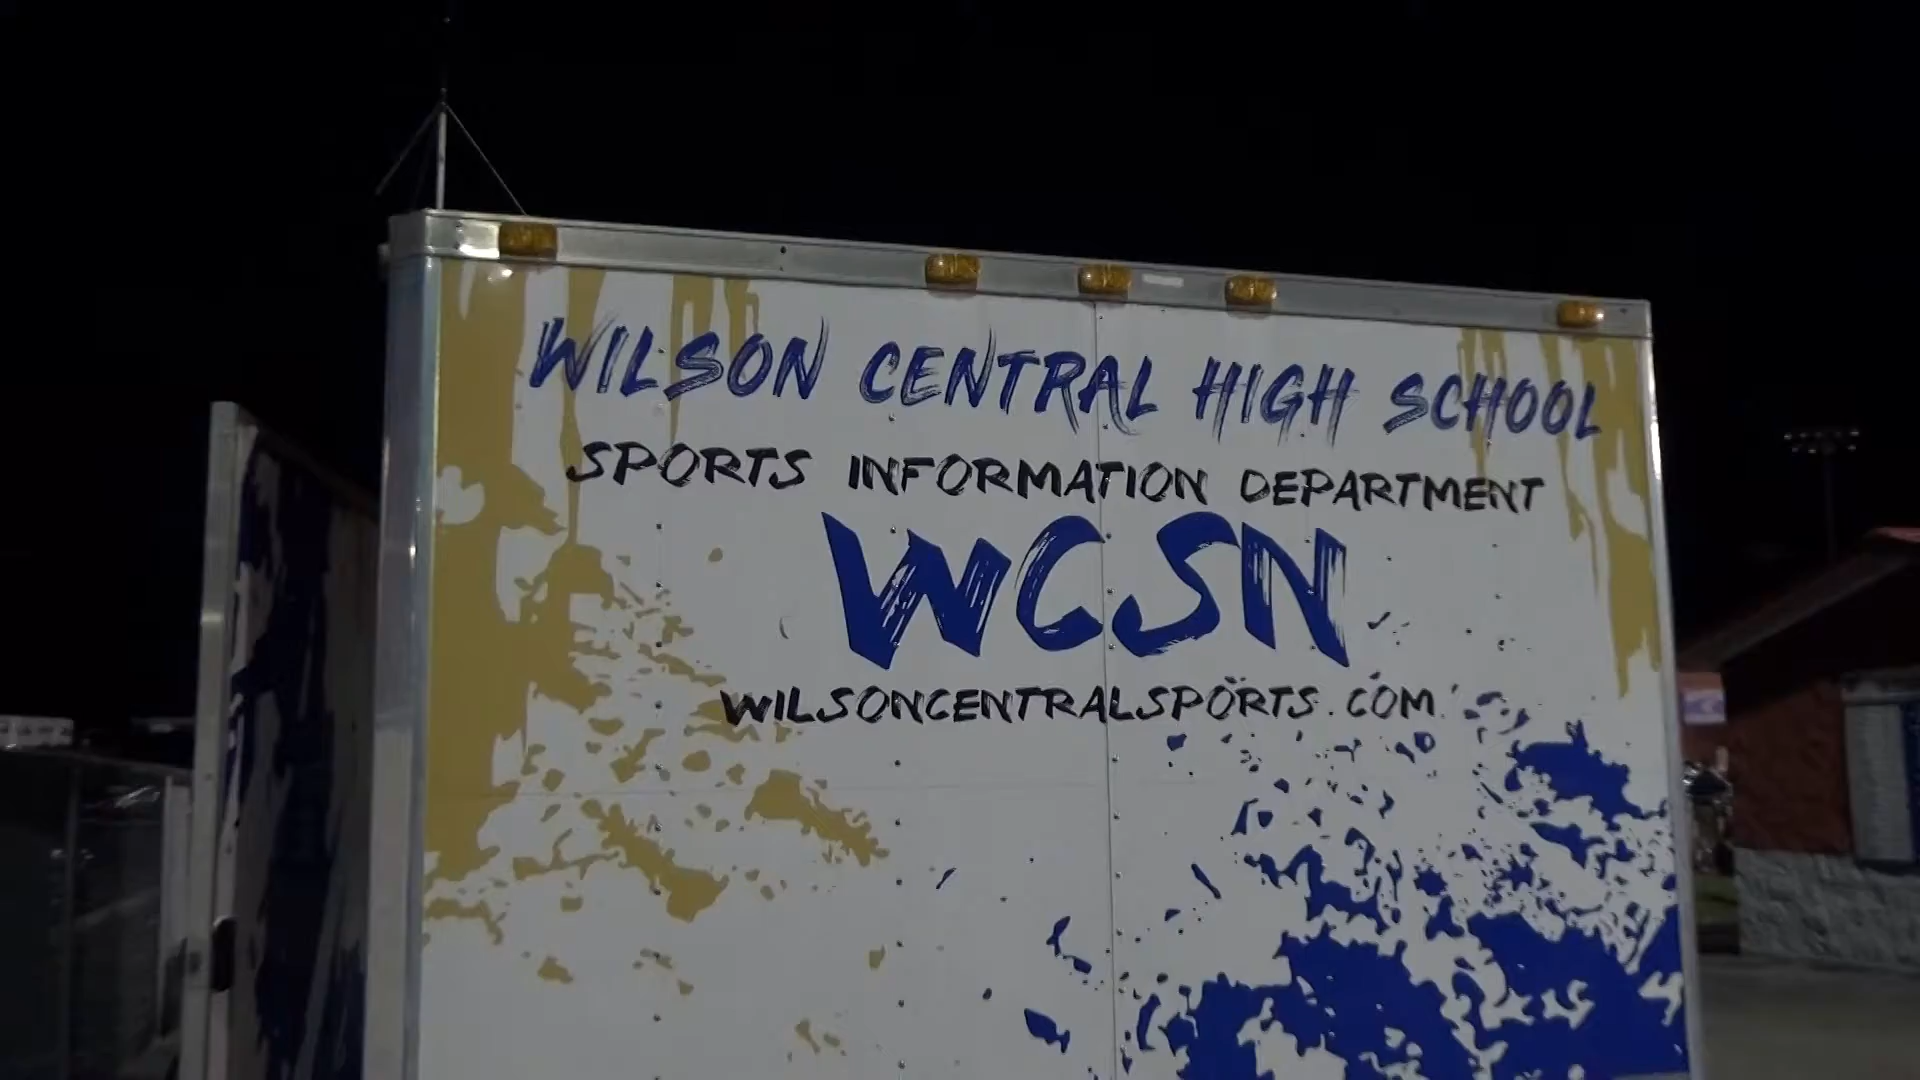 WILSON CENTRAL HIGH SCHOOL
SPORTS INFORMATION DEPARTMENT
WCSN
WILSONCENTRALSPORTS.COM